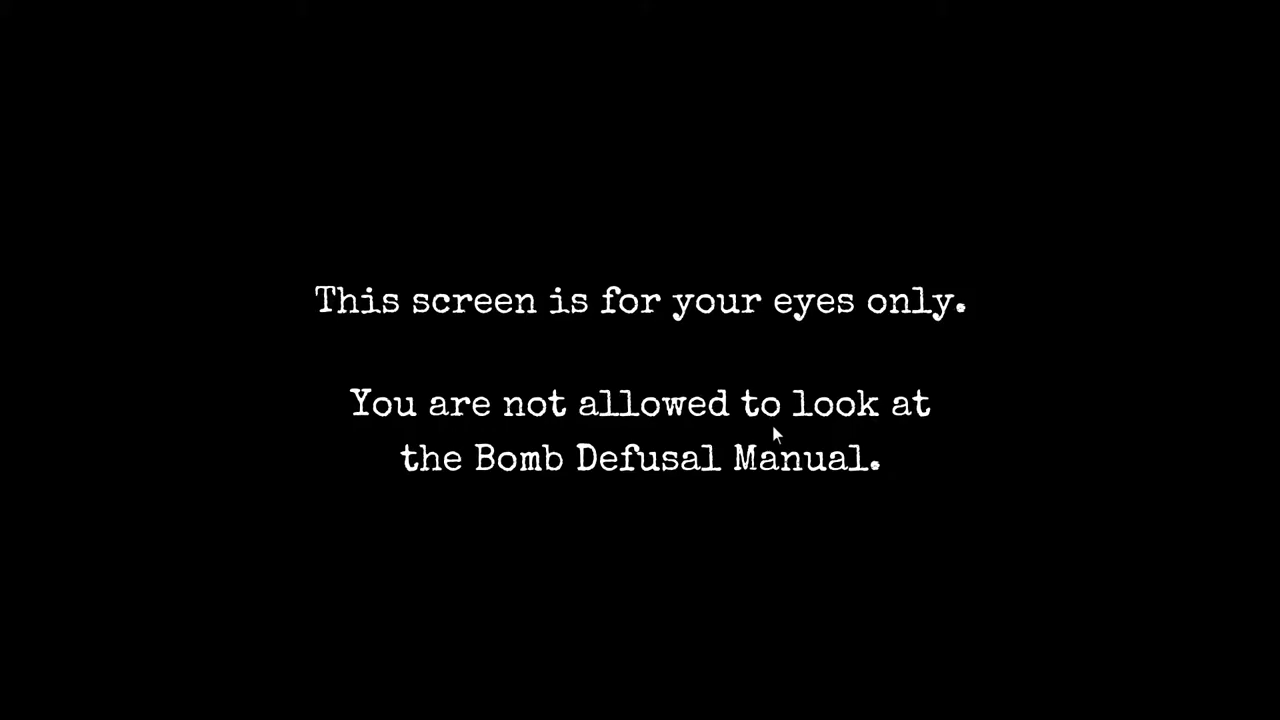 This screen is for your eyes only.
You are not allowed to look at
the Bomb Defusal Manual.